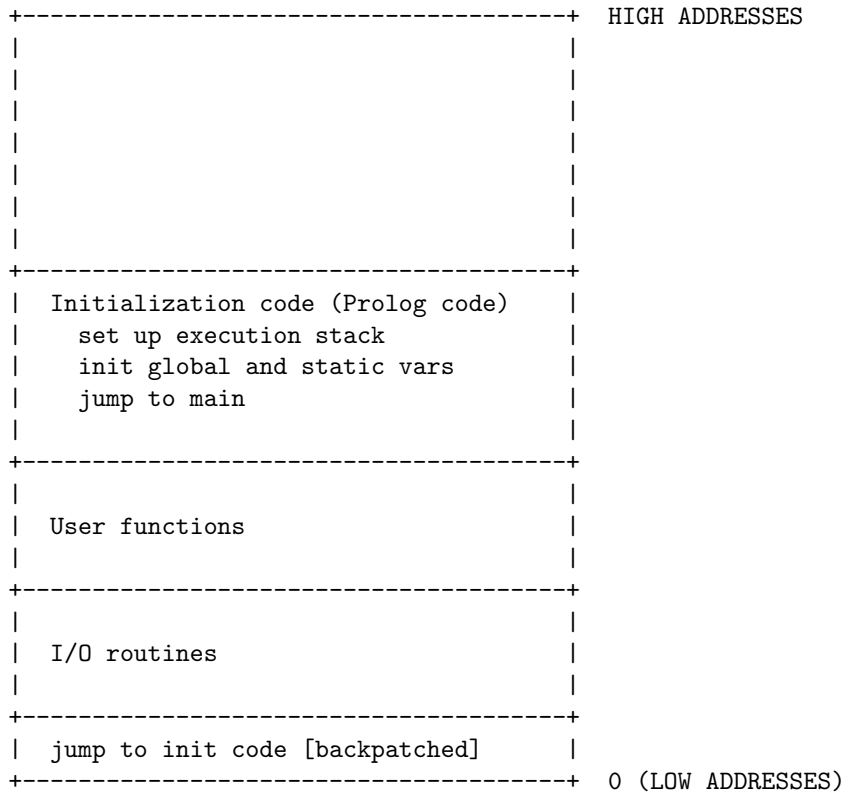 HIGH ADDRESSES
Initialization code (Prolog code)
set up execution stack
init global and static vars
jump to main
User functions
I/O routines
jump to init code [backpatched]
0 (LOW ADDRESSES)